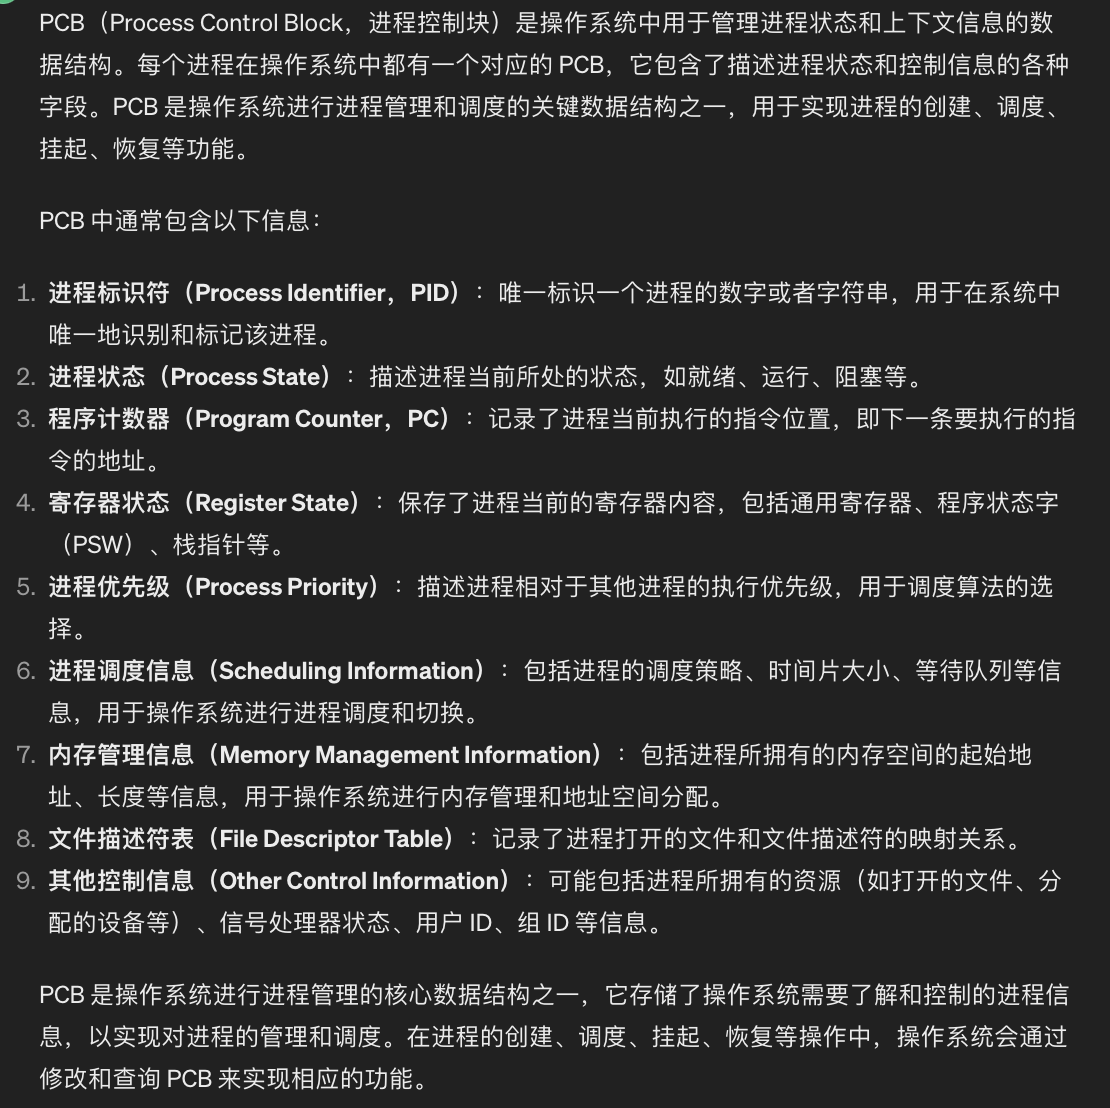 PCB（Process Control Block，进程控制块）是操作系统中用于管理进程状态和上下文信息的数
据结构。每个进程在操作系统中都有一个对应的 PCB，它包含了描述进程状态和控制信息的各种
字段。PCB 是操作系统进行进程管理和调度的关键数据结构之一，用于实现进程的创建、调度、
挂起、恢复等功能。
PCB 中通常包含以下信息：
1. 进程标识符（Process Identifier，PID）： 唯一标识一个进程的数字或者字符串，用于在系统中
唯一地识别和标记该进程。
2. 进程状态（Process State）： 描述进程当前所处的状态，如就绪、运行、阻塞等。
3. 程序计数器（Program Counter，PC）： 记录了进程当前执行的指令位置，即下一条要执行的指
令的地址。
4. 寄存器状态（Register State）： 保存了进程当前的寄存器内容，包括通用寄存器、程序状态字
（PSW）、栈指针等。
5. 进程优先级（Process Priority）： 描述进程相对于其他进程的执行优先级，用于调度算法的选
择。
6. 进程调度信息（Scheduling Information）： 包括进程的调度策略、时间片大小、等待队列等信
息，用于操作系统进行进程调度和切换。
7. 内存管理信息（Memory Management Information）： 包括进程所拥有的内存空间的起始地
址、长度等信息，用于操作系统进行内存管理和地址空间分配。
8. 文件描述符表（File Descriptor Table）： 记录了进程打开的文件和文件描述符的映射关系。
9. 其他控制信息（Other Control Information）： 可能包括进程所拥有的资源（如打开的文件、分
配的设备等）、信号处理器状态、用户 ID、组 ID 等信息。
PCB 是操作系统进行进程管理的核心数据结构之一，它存储了操作系统需要了解和控制的进程信
息，以实现对进程的管理和调度。在进程的创建、调度、挂起、恢复等操作中，操作系统会通过
修改和查询 PCB 来实现相应的功能。